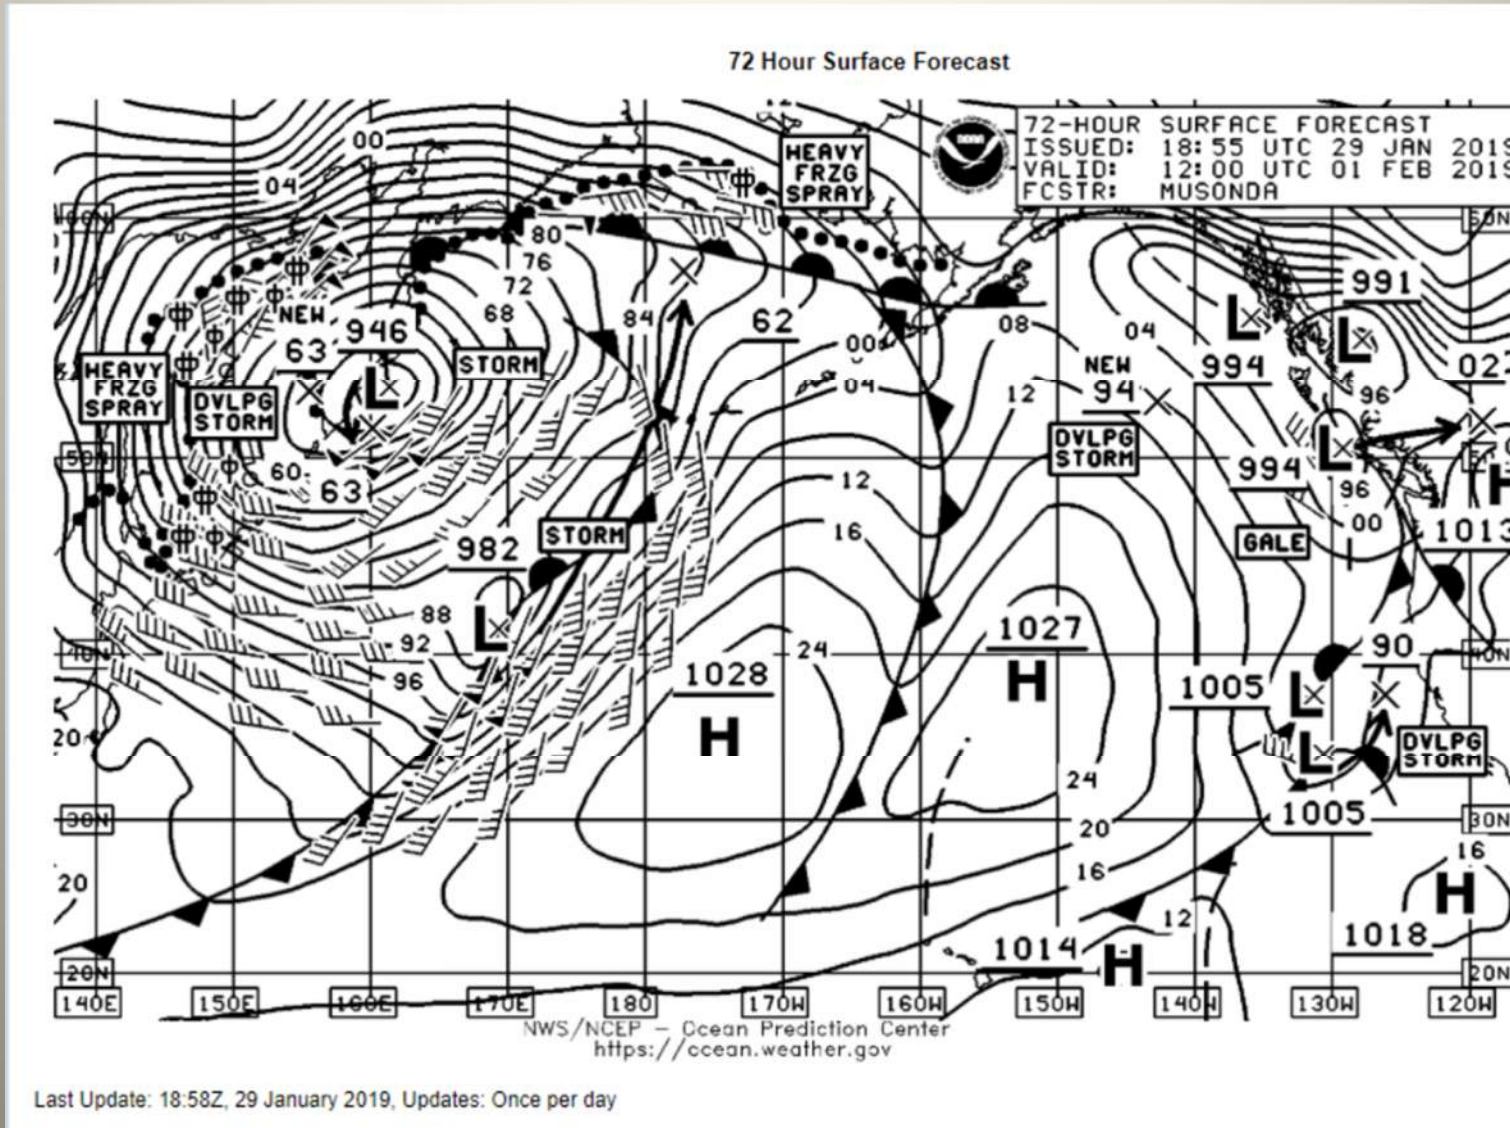 72 Hour Surface Forecast
72-HOUR SURFACE FORECAST
ISSUED: 18:55 UTC 29 JAN 2019
VALID: 12:00 UTC 01 FEB 2019
FCSTR: MUSONDA
00
04
HEAVY
FRZG
SPRAY
60N
80
76
72
68
84
62
00
04
08
04
991
NEW
63
946
STORM
HEAVY
FRZG
SPRAY
DVLPG
STORM
NEW
94
994
96
12
DVLPG
STORM
50N
60
63
12
994
96
00
H
1013
982
STORM
16
GALE
88
92
96
40N
24
1028
H
1027
H
90
40N
1005
L
L
L
L
L
L
L
20
DVLPG
STORM
24
1005
30N
20
30N
16
16
20
H
12
1018
1014
H
20N
20N
140E
150E
160E
170E
180
170W
160W
150W
140W
130W
120W
NWS/NCEP – Ocean Prediction Center
https://ocean.weather.gov
Last Update: 18:58Z, 29 January 2019, Updates: Once per day